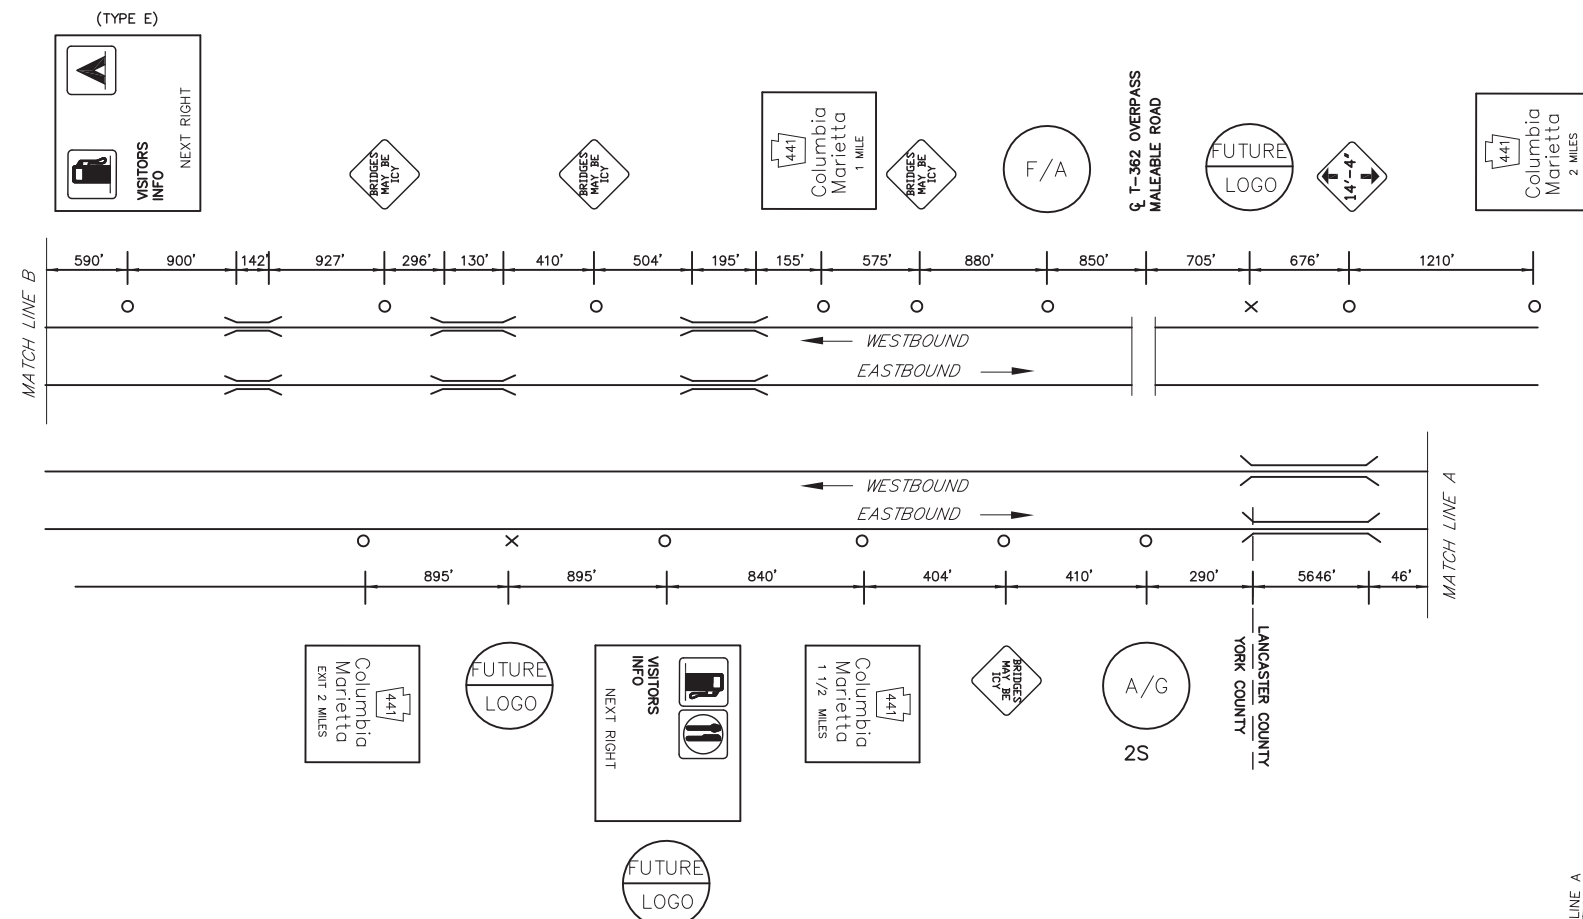 (TYPE E)
VISITORS
INFO
NEXT RIGHT
BRIDGES
MAY BE
ICY
BRIDGES
MAY BE
ICY
441
Columbia
Marietta
1 MILE
BRIDGES
MAY BE
ICY
F/A
℄ T-362 OVERPASS
MALEABLE ROAD
FUTURE
LOGO
14'-4"
441
Columbia
Marietta
2 MILES
MATCH LINE B
590' 900' 142' 927' 296' 130' 410' 504' 195' 155' 575' 880' 850' 705' 676' 1210'
WESTBOUND
EASTBOUND
WESTBOUND
EASTBOUND
MATCH LINE A
895' 895' 840' 404' 410' 290' 5646' 46'
441
Columbia
Marietta
EXIT 2 MILES
FUTURE
LOGO
VISITORS
INFO
NEXT RIGHT
441
Columbia
Marietta
1 1/2 MILES
BRIDGES
MAY BE
ICY
A/G
2S
LANCASTER COUNTY
YORK COUNTY
FUTURE
LOGO
LINE A